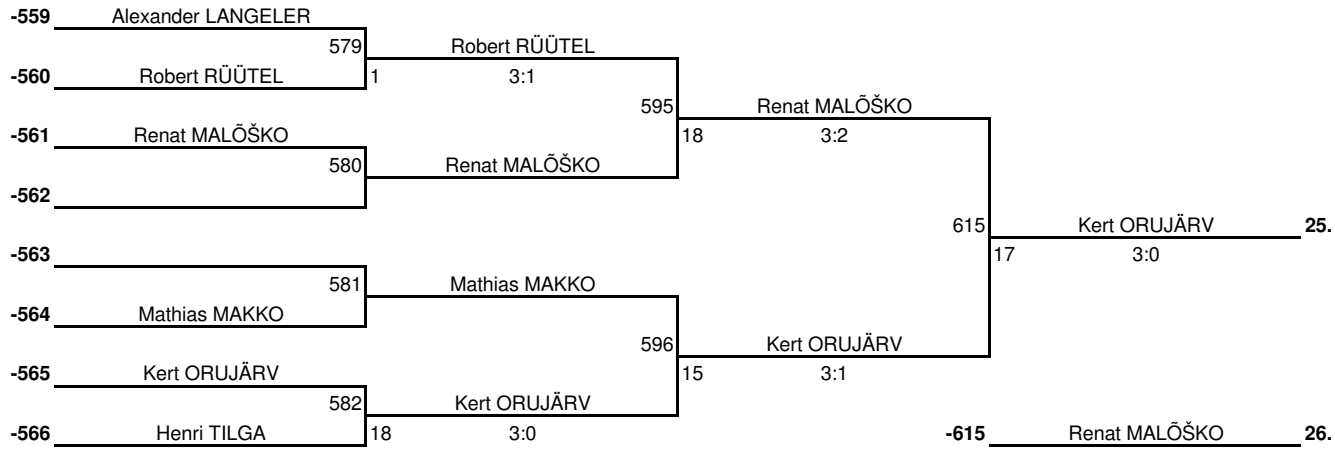 -559 Alexander LANGELER
579 Robert RÜÜTEL
-560 Robert RÜÜTEL 1 3:1
595 Renat MALÕŠKO
-561 Renat MALÕŠKO 18 3:2
580 Renat MALÕŠKO
-562
615 Kert ORUJÄRV 25.
-563 17 3:0
581 Mathias MAKKO
-564 Mathias MAKKO
596 Kert ORUJÄRV
-565 Kert ORUJÄRV 15 3:1
582 Kert ORUJÄRV
-566 Henri TILGA 18 3:0 -615 Renat MALÕŠKO 26.